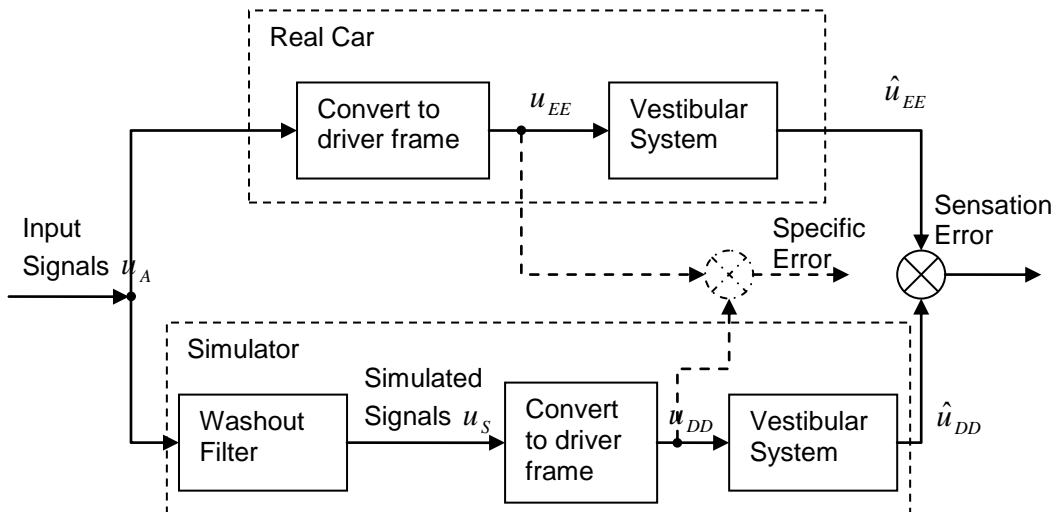 Real Car
Convert to
driver frame
u_EE
Vestibular
System
û_EE
Input
Signals u_A
Specific
Error
Sensation
Error
Simulator
Washout
Filter
Simulated
Signals u_S
Convert
to driver
frame
u_DD
Vestibular
System
û_DD